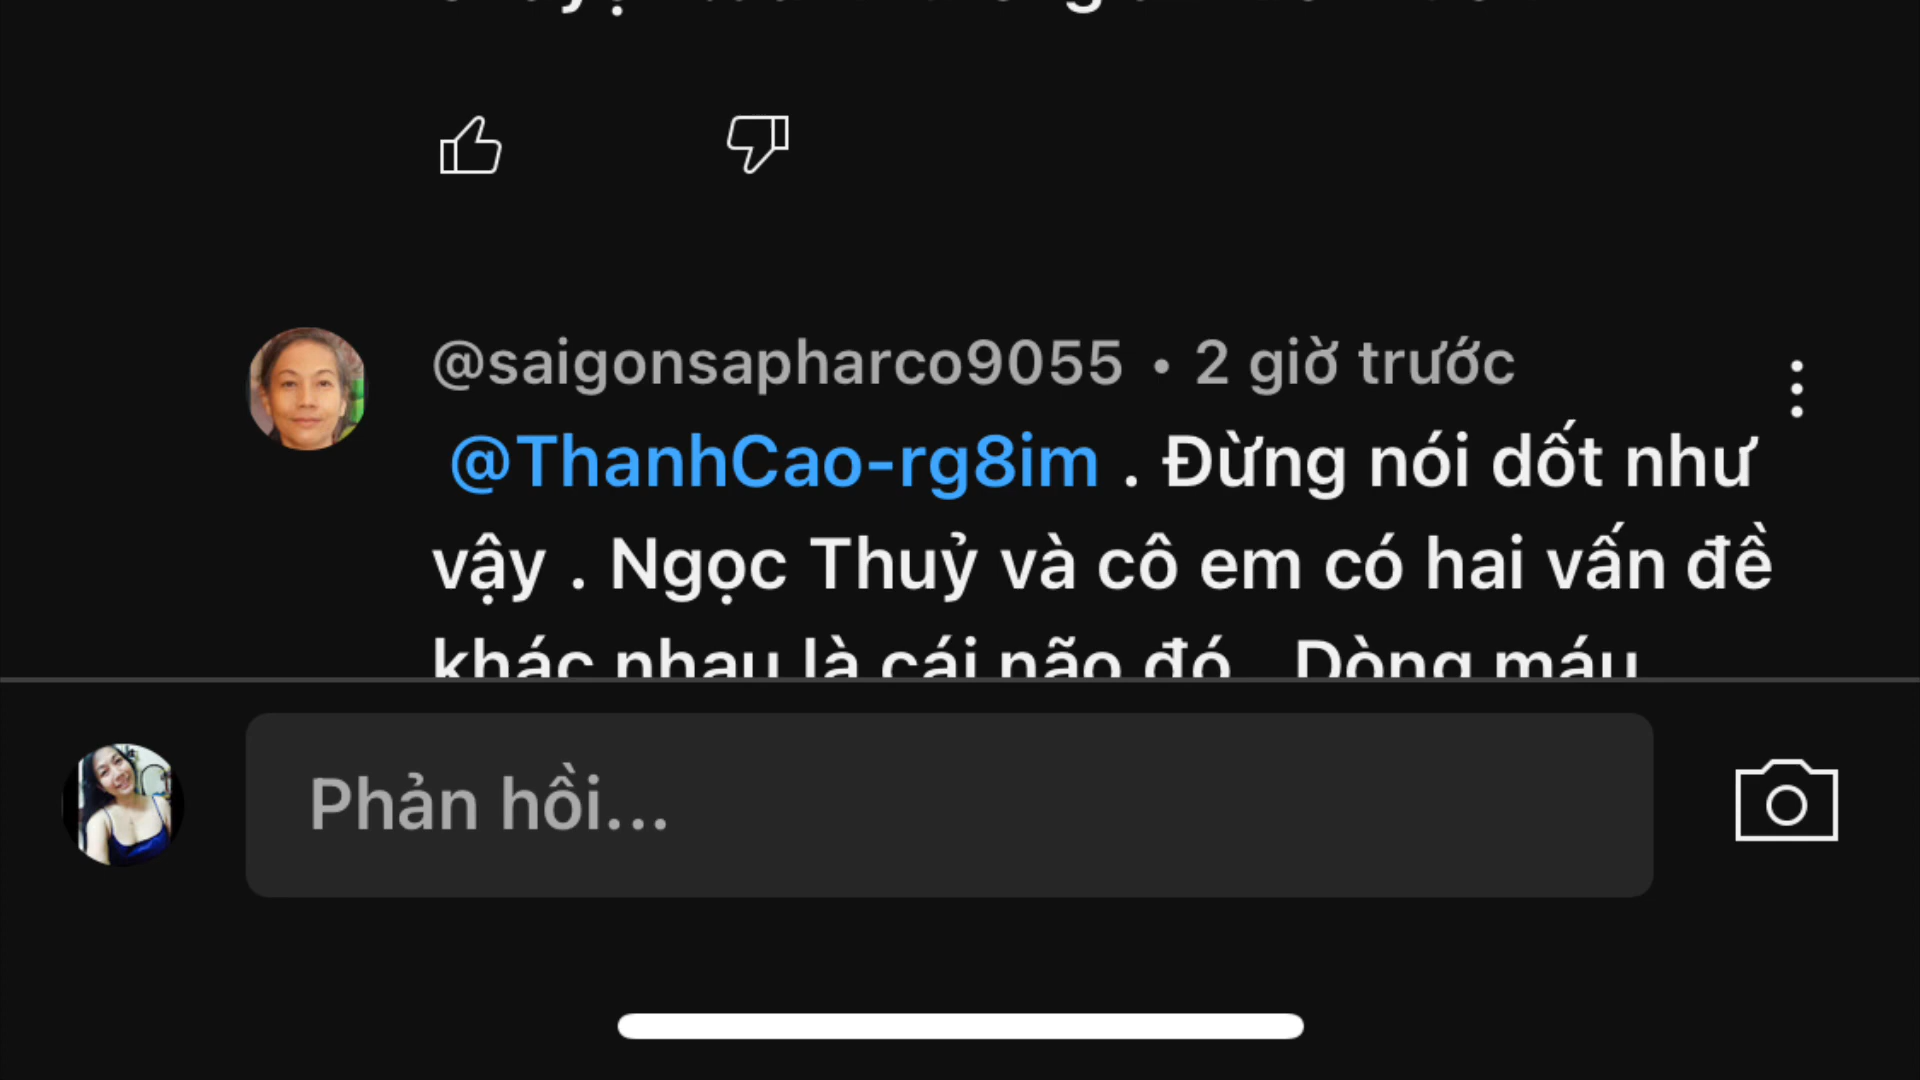 @saigonsapharco9055 • 2 giờ trước
@ThanhCao-rg8im . Đừng nói dốt như
vậy . Ngọc Thuỷ và cô em có hai vấn đề
khác nhau là cái não đó Dòng máu
Phản hồi...